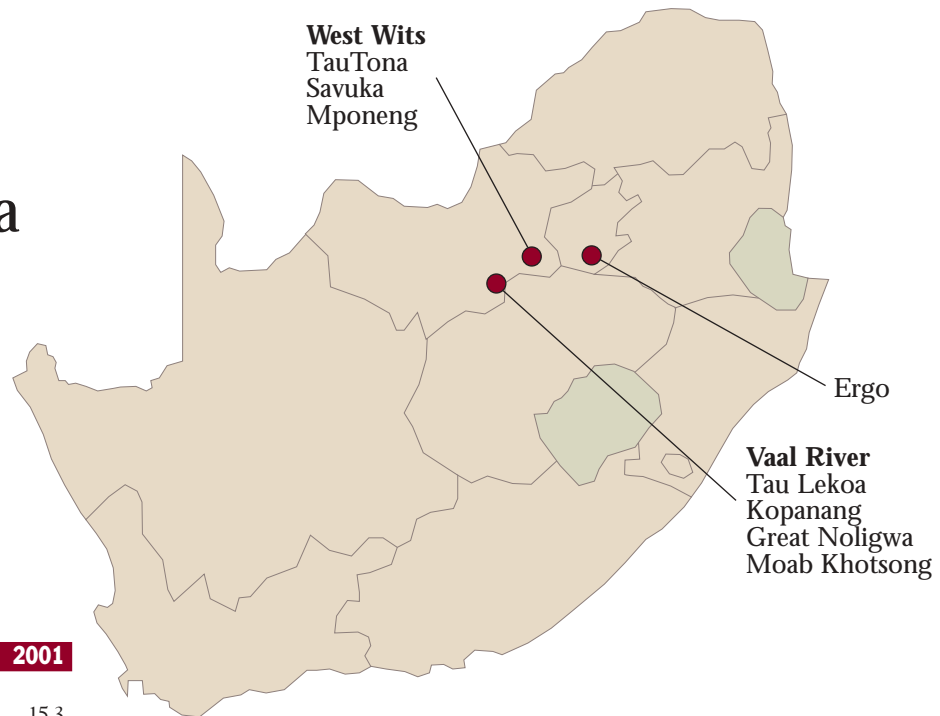 West Wits
TauTona
Savuka
Mponeng
a
Ergo
Vaal River
Tau Lekoa
Kopanang
Great Noligwa
Moab Khotsong
2001